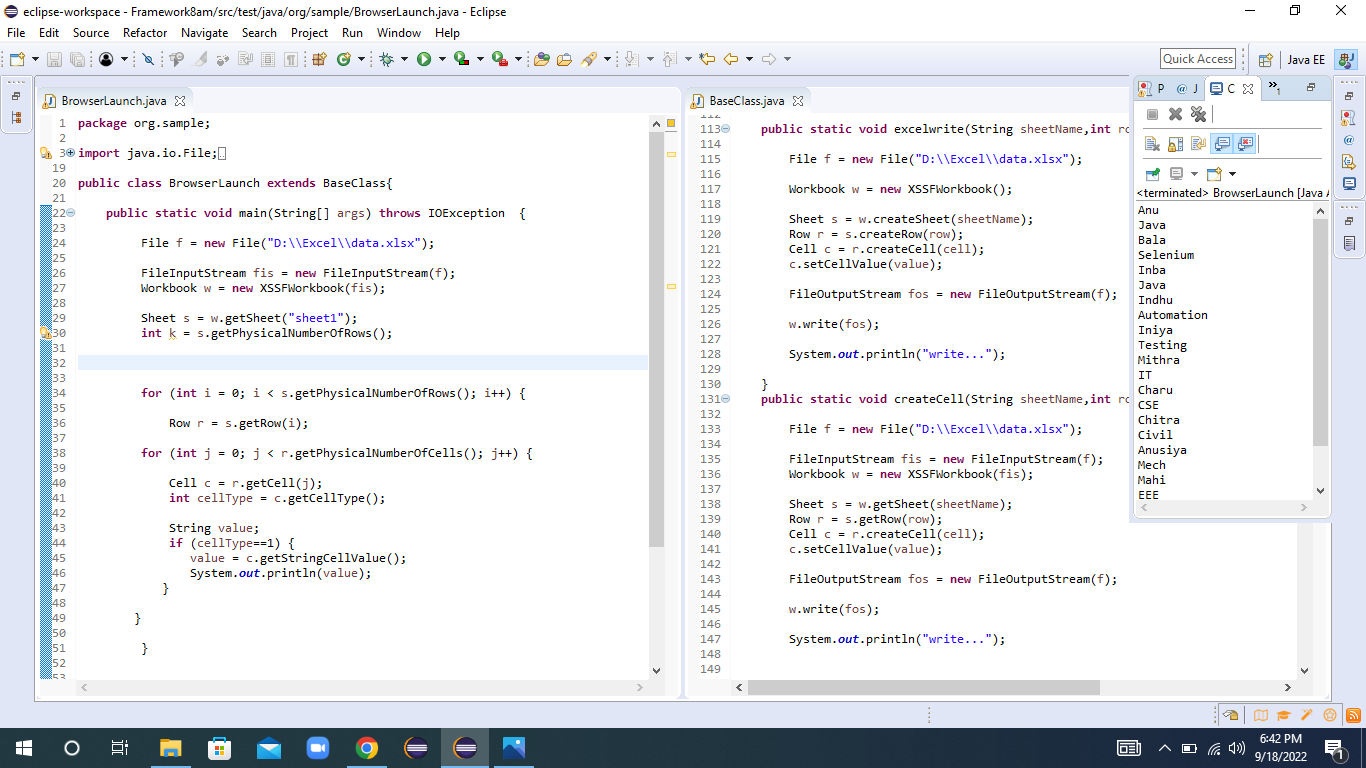 eclipse-workspace - Framework8am/src/test/java/org/sample/BrowserLaunch.java - Eclipse
File Edit Source Refactor Navigate Search Project Run Window Help
Quick Access
Java EE
BrowserLaunch.java
1 package org.sample;
2
3 import java.io.File;
19
20 public class BrowserLaunch extends BaseClass{
21
22 public static void main(String[] args) throws IOException {
23
24 File f = new File("D:\\Excel\\data.xlsx");
25
26 FileInputStream fis = new FileInputStream(f);
27 Workbook w = new XSSFWorkbook(fis);
28
29 Sheet s = w.getSheet("sheet1");
30 int k = s.getPhysicalNumberOfRows();
31
32
33
34 for (int i = 0; i < s.getPhysicalNumberOfRows(); i++) {
35
36 Row r = s.getRow(i);
37
38 for (int j = 0; j < r.getPhysicalNumberOfCells(); j++) {
39
40 Cell c = r.getCell(j);
41 int cellType = c.getCellType();
42
43 String value;
44 if (cellType==1) {
45 value = c.getStringCellValue();
46 System.out.println(value);
47 }
48
49 }
50
51 }
52
53
BaseClass.java
112
113 public static void excelwrite(String sheetName,int ro
114
115 File f = new File("D:\\Excel\\data.xlsx");
116
117 Workbook w = new XSSFWorkbook();
118
119 Sheet s = w.createSheet(sheetName);
120 Row r = s.createRow(row);
121 Cell c = r.createCell(cell);
122 c.setCellValue(value);
123
124 FileOutputStream fos = new FileOutputStream(f);
125
126 w.write(fos);
127
128 System.out.println("write...");
129
130 }
131 public static void createCell(String sheetName,int ro
132
133 File f = new File("D:\\Excel\\data.xlsx");
134
135 FileInputStream fis = new FileInputStream(f);
136 Workbook w = new XSSFWorkbook(fis);
137
138 Sheet s = w.getSheet(sheetName);
139 Row r = s.getRow(row);
140 Cell c = r.createCell(cell);
141 c.setCellValue(value);
142
143 FileOutputStream fos = new FileOutputStream(f);
144
145 w.write(fos);
146
147 System.out.println("write...");
148
149
P J C 1
<terminated> BrowserLaunch [Java A
Anu
Java
Bala
Selenium
Inba
Java
Indhu
Automation
Iniya
Testing
Mithra
IT
Charu
CSE
Chitra
Civil
Anusiya
Mech
Mahi
EEE
6:42 PM
9/18/2022
1